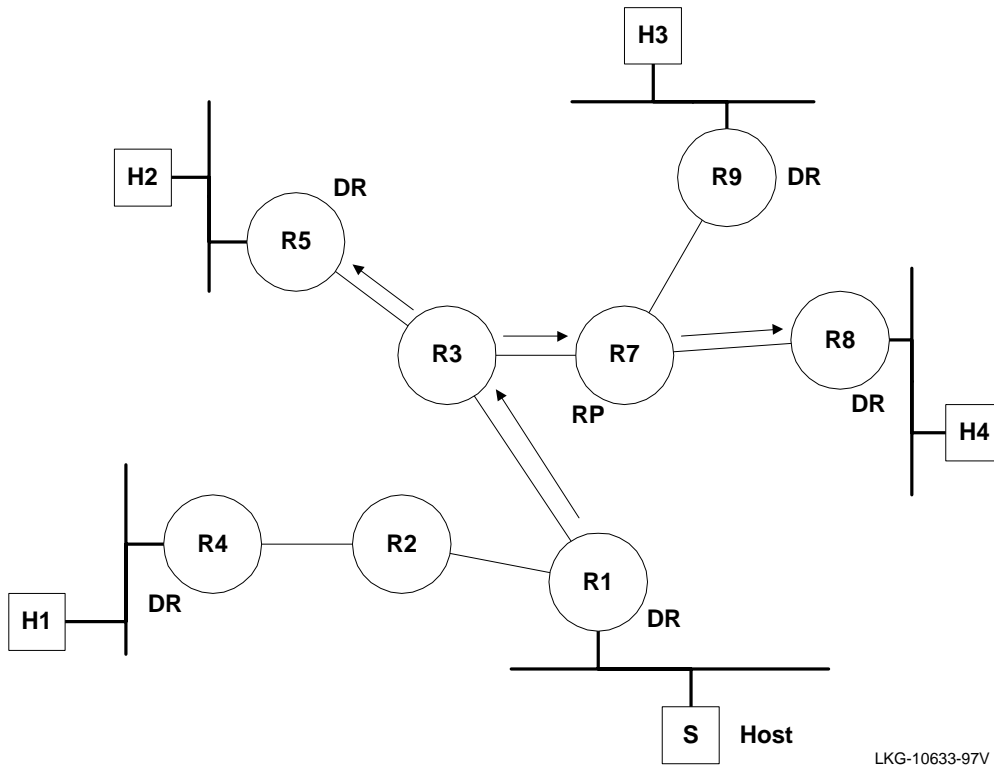 H3
H2
DR
R9
DR
R5
R3
R7
R8
RP
DR
H4
R4
R2
R1
H1
DR
DR
S
Host
LKG-10633-97V